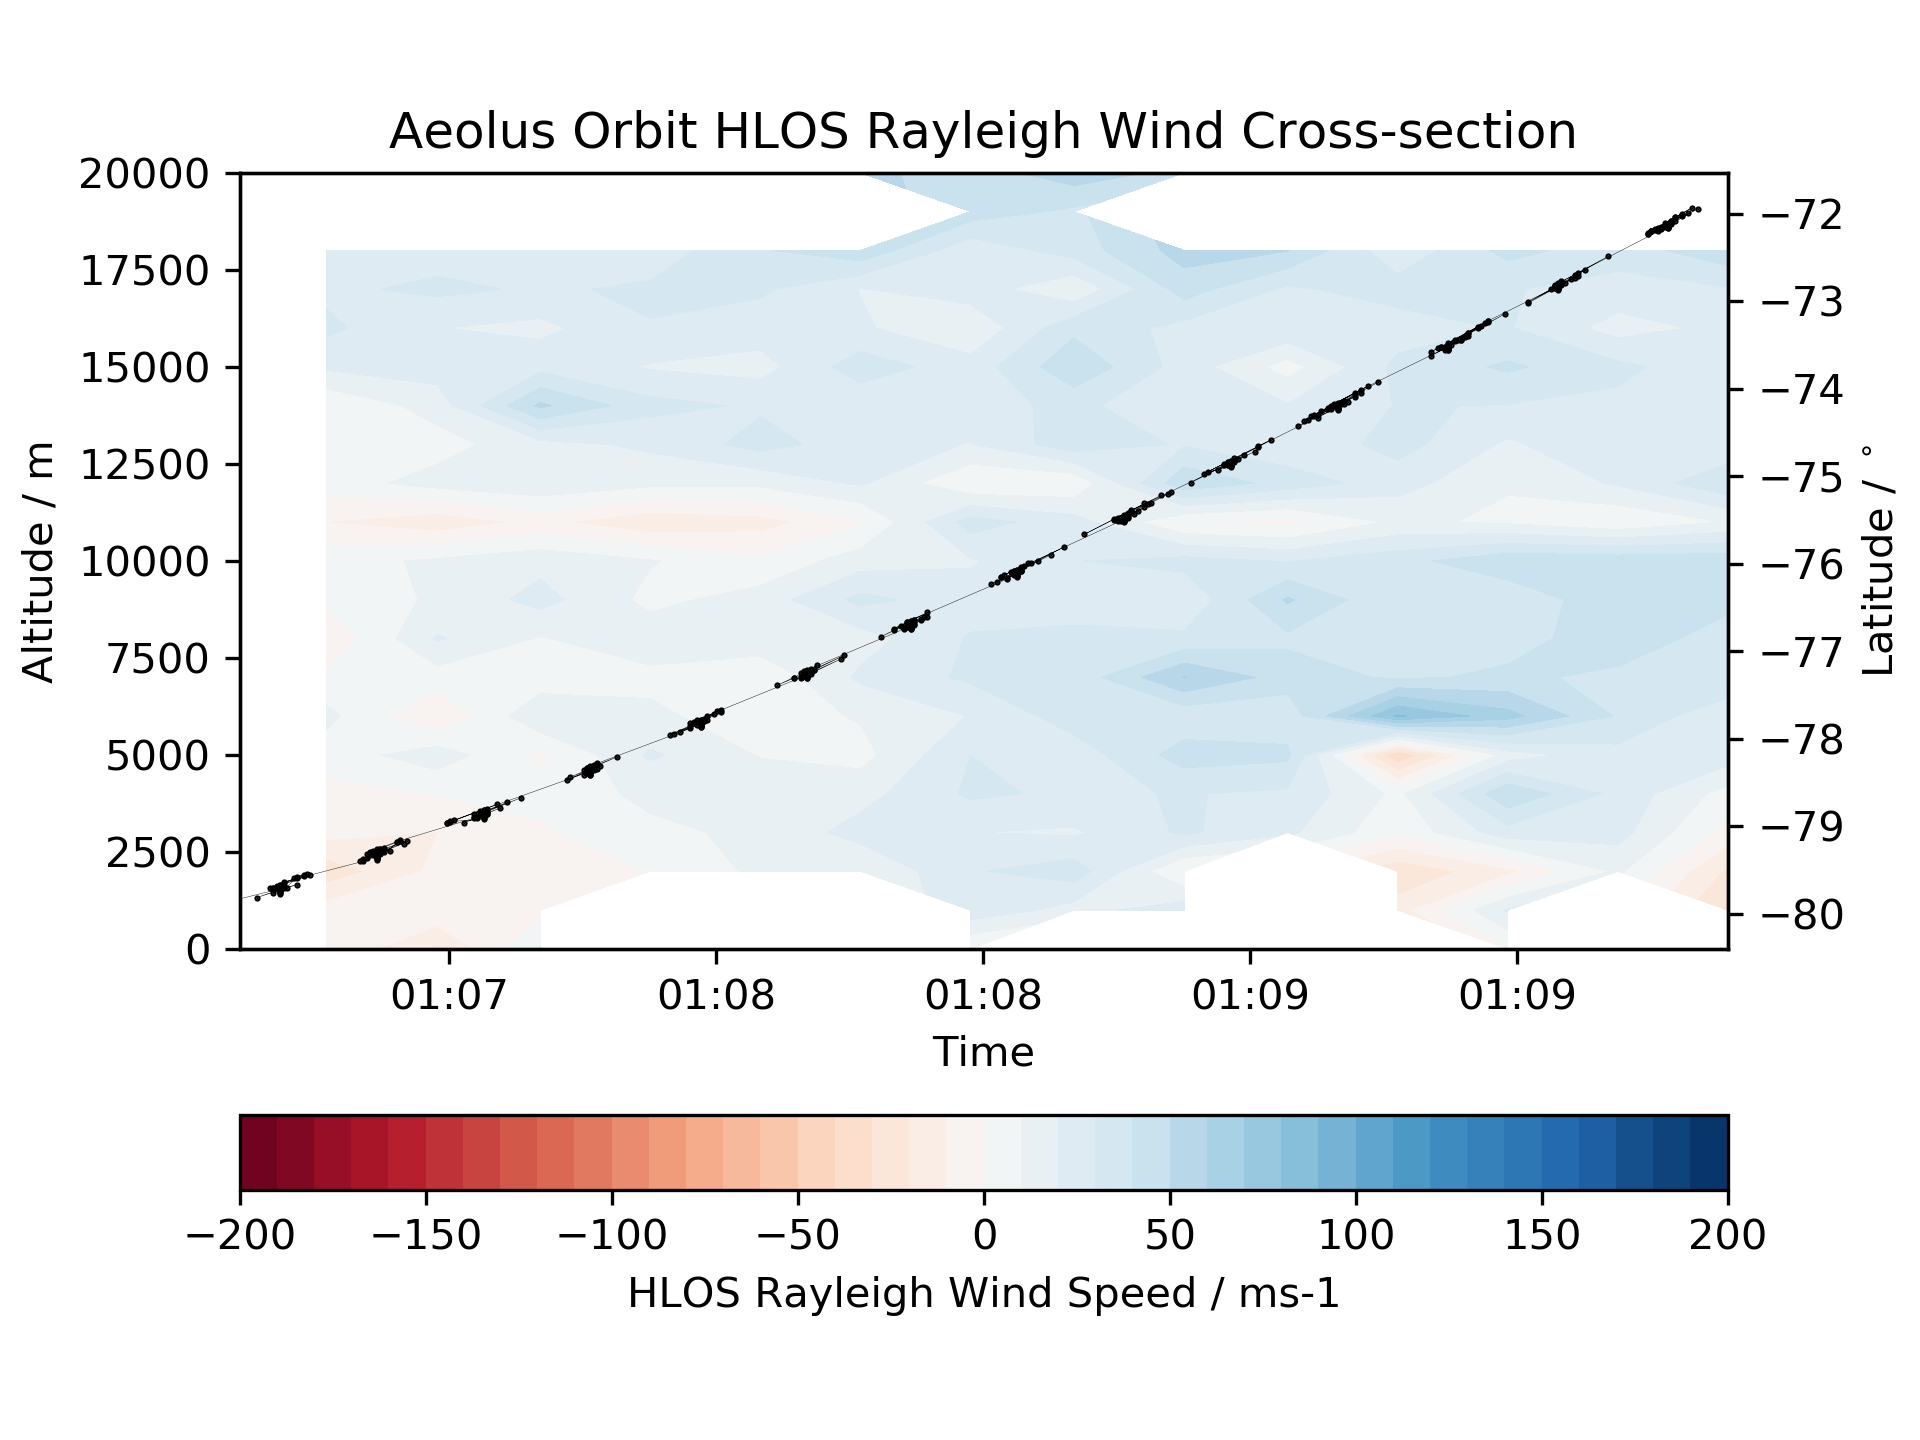 Aeolus Orbit HLOS Rayleigh Wind Cross-section
20000
17500
15000
12500
10000
7500
5000
2500
0
Altitude / m
−72
−73
−74
−75
−76
−77
−78
−79
−80
Latitude / °
01:07 01:08 01:08 01:09 01:09
Time
−200 −150 −100 −50 0 50 100 150 200
HLOS Rayleigh Wind Speed / ms-1